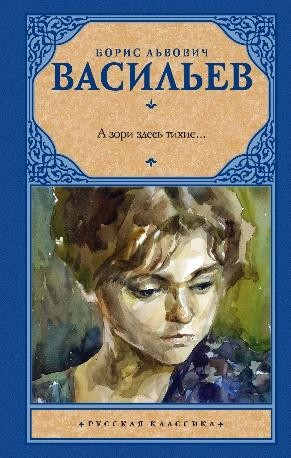 БОРИС ЛЬВОВИЧ
ВАСИЛЬЕВ
А зори здесь тихие...
РУССКАЯ КЛАССИКА